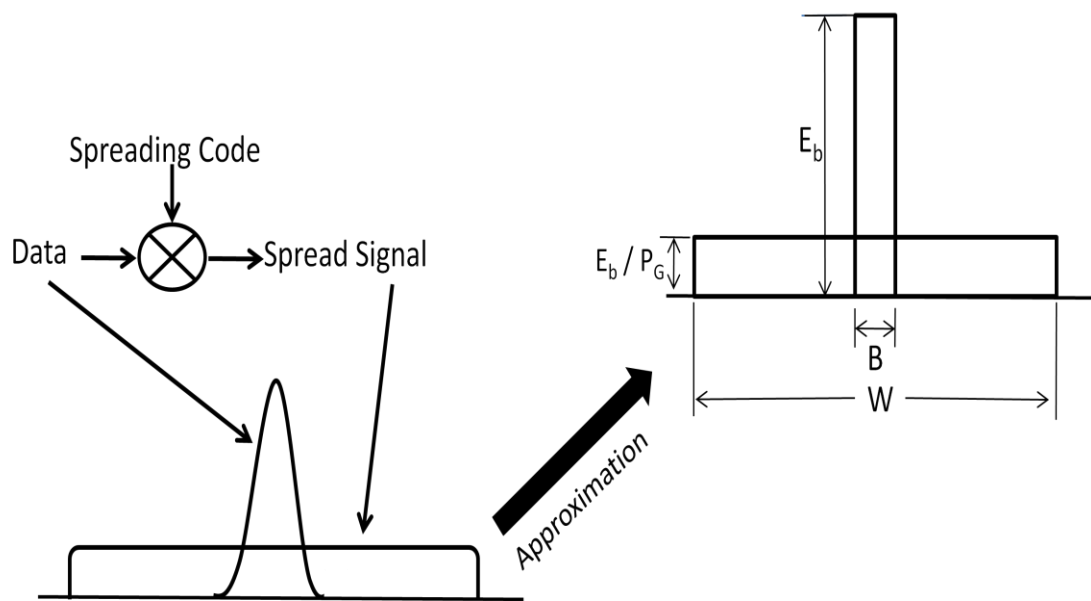 Spreading Code
Data
Spread Signal
Approximation
E_b
E_b / P_G
B
W